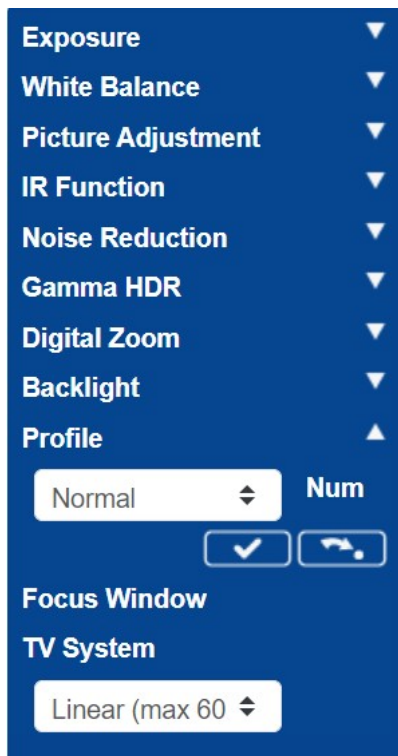 Exposure
White Balance
Picture Adjustment
IR Function
Noise Reduction
Gamma HDR
Digital Zoom
Backlight
Profile
Normal Num
Focus Window
TV System
Linear (max 60